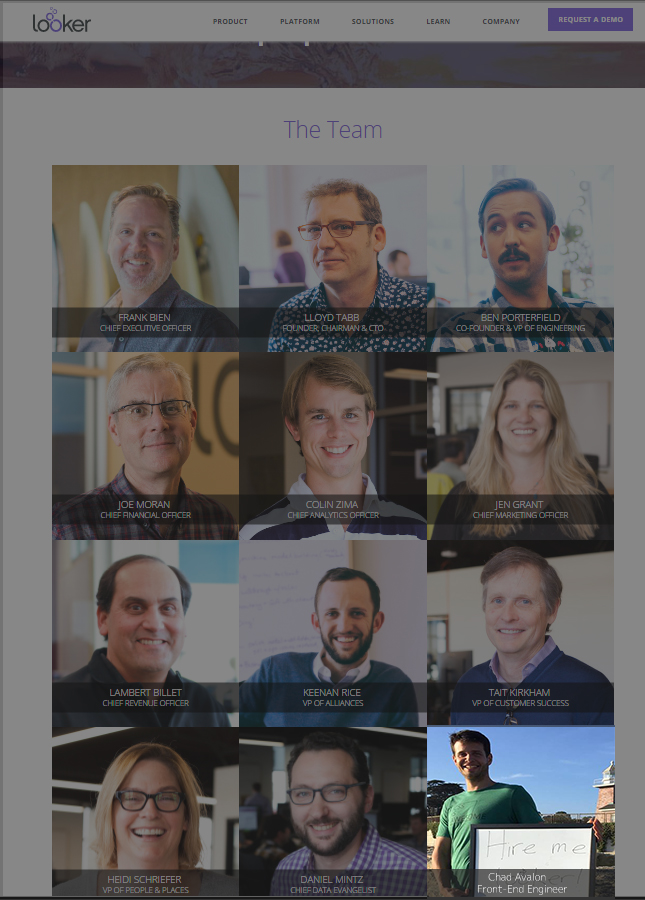 looker
PRODUCT
PLATFORM
SOLUTIONS
LEARN
COMPANY
REQUEST A DEMO
The Team
FRANK BIEN
CHIEF EXECUTIVE OFFICER
LLOYD TABB
FOUNDER, CHAIRMAN & CTO
BEN PORTERFIELD
CO-FOUNDER & VP OF ENGINEERING
JOE MORAN
CHIEF FINANCIAL OFFICER
COLIN ZIMA
CHIEF ANALYTICS OFFICER
JEN GRANT
CHIEF MARKETING OFFICER
LAMBERT BILLET
CHIEF REVENUE OFFICER
KEENAN RICE
VP OF ALLIANCES
TAIT KIRKHAM
VP OF CUSTOMER SUCCESS
HEIDI SCHRIEFER
VP OF PEOPLE & PLACES
DANIEL MINTZ
CHIEF DATA EVANGELIST
Hire me
Chad Avalon
Front-End Engineer